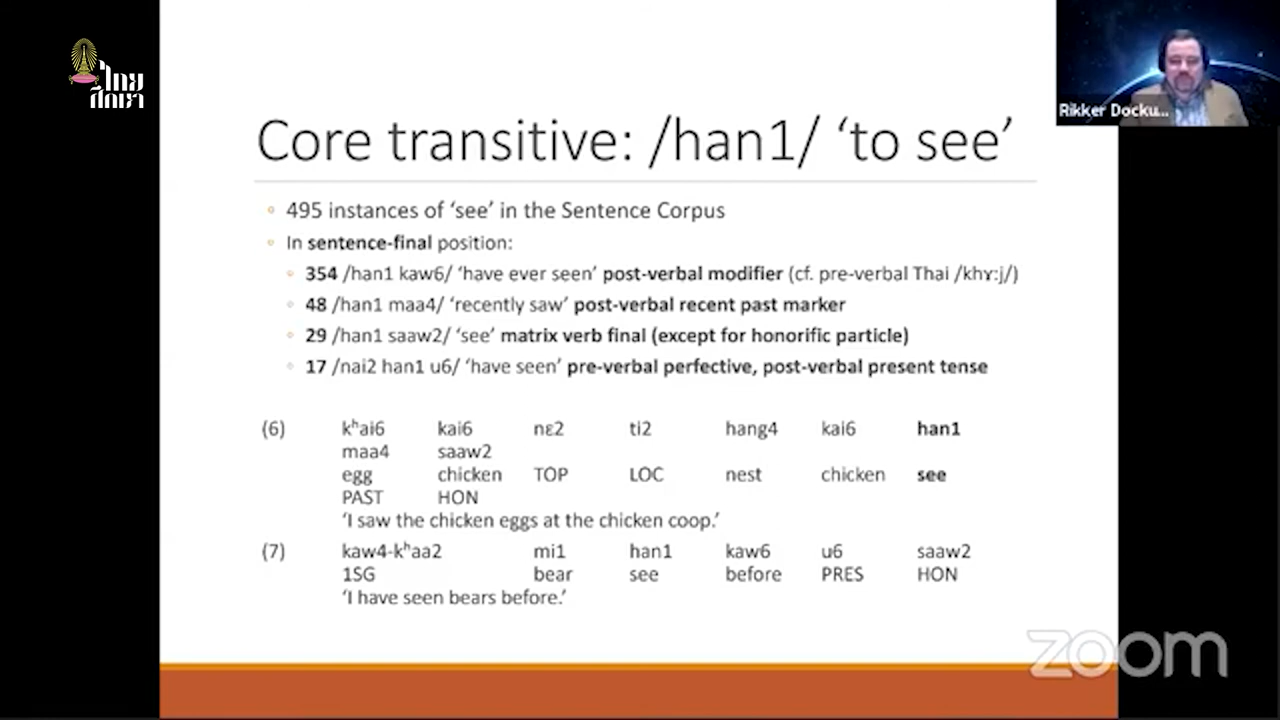 ไทย
ศึกษา
Rikker Docku...
Core transitive: /han1/ ‘to see’
495 instances of ‘see’ in the Sentence Corpus
In sentence-final position:
354 /han1 kaw6/ ‘have ever seen’ post-verbal modifier (cf. pre-verbal Thai /khɤːj/)
48 /han1 maa4/ ‘recently saw’ post-verbal recent past marker
29 /han1 saaw2/ ‘see’ matrix verb final (except for honorific particle)
17 /nai2 han1 u6/ ‘have seen’ pre-verbal perfective, post-verbal present tense
(6) kʰai6 kai6 nɛ2 ti2 hang4 kai6 han1
maa4 saaw2
egg chicken TOP LOC nest chicken see
PAST HON
‘I saw the chicken eggs at the chicken coop.’
(7) kaw4-kʰaa2 mi1 han1 kaw6 u6 saaw2
1SG bear see before PRES HON
‘I have seen bears before.’
zoom